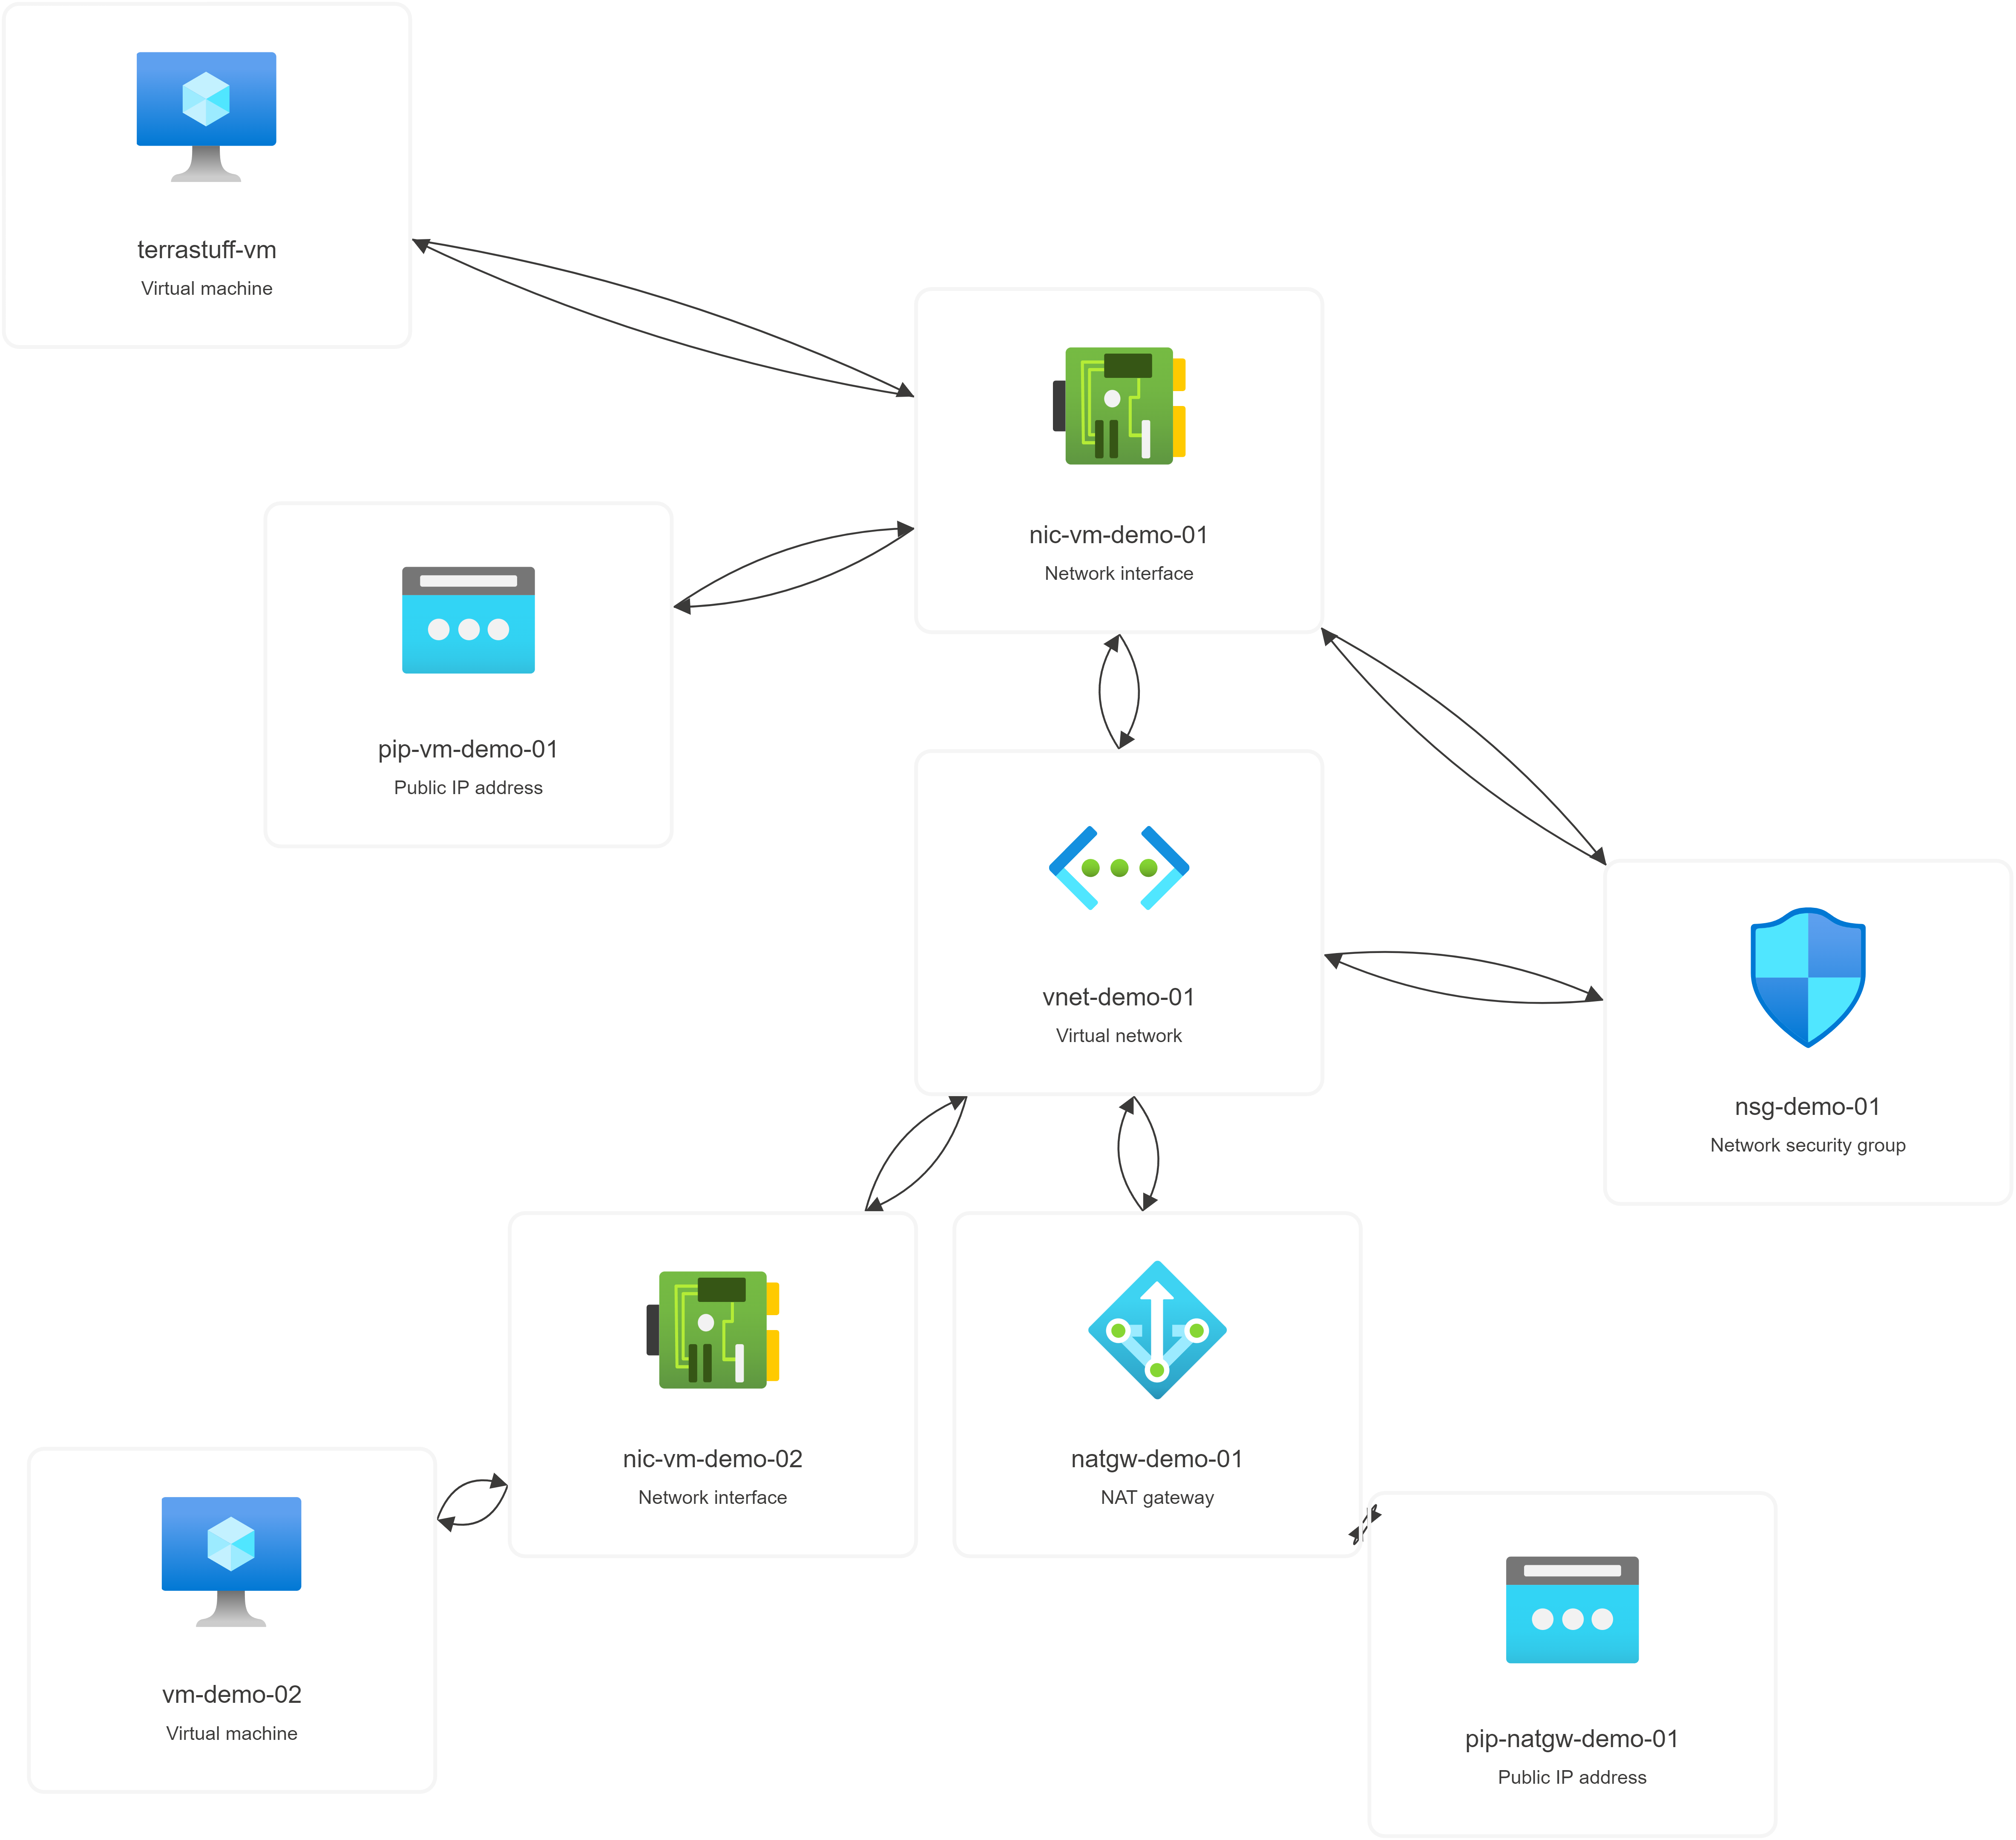 terrastuff-vm
Virtual machine
nic-vm-demo-01
Network interface
pip-vm-demo-01
Public IP address
vnet-demo-01
Virtual network
nsg-demo-01
Network security group
nic-vm-demo-02
Network interface
natgw-demo-01
NAT gateway
vm-demo-02
Virtual machine
pip-natgw-demo-01
Public IP address